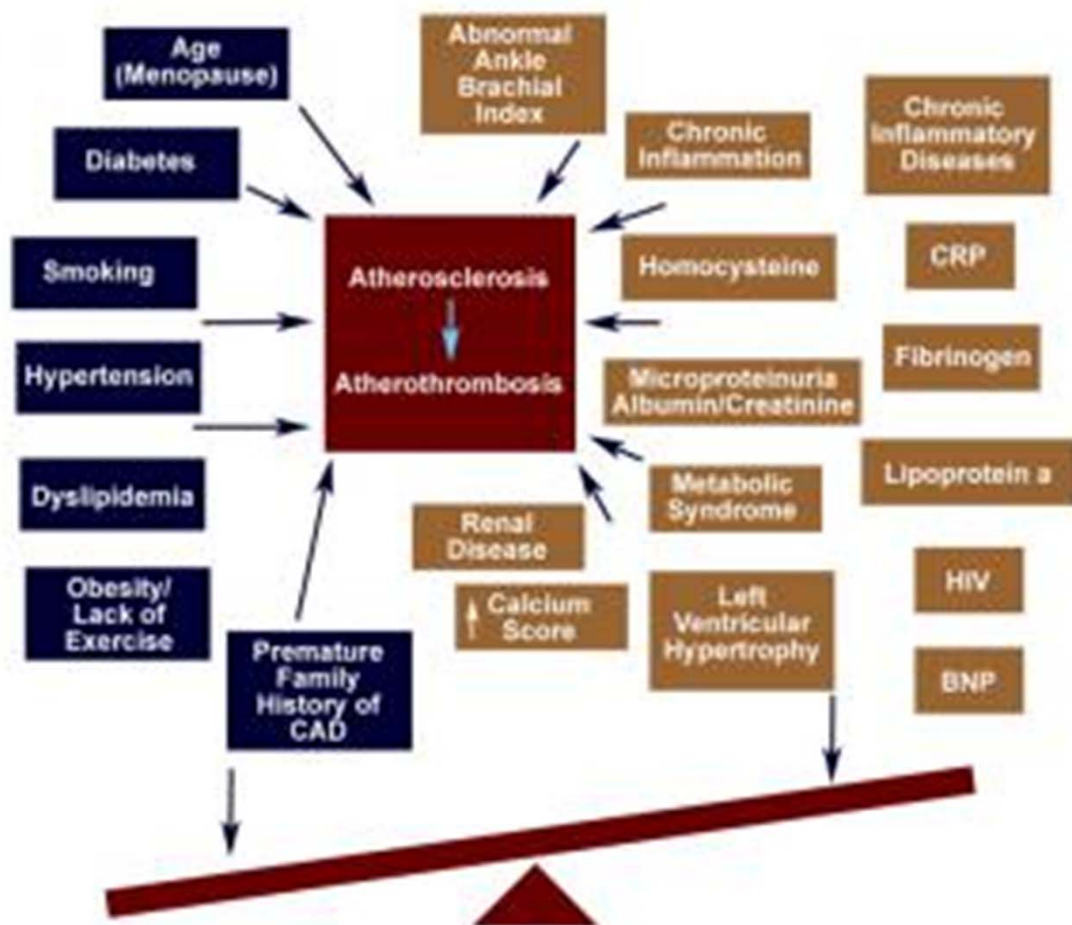 Age
(Menopause)
Diabetes
Smoking
Hypertension
Dyslipidemia
Obesity/
Lack of
Exercise
Premature
Family
History of
CAD
Atherosclerosis
Atherothrombosis
Abnormal
Ankle
Brachial
Index
Chronic
Inflammation
Homocysteine
Microproteinuria
Albumin/Creatinine
Metabolic
Syndrome
Renal
Disease
Calcium
Score
Left
Ventricular
Hypertrophy
Chronic
Inflammatory
Diseases
CRP
Fibrinogen
Lipoprotein a
HIV
BNP